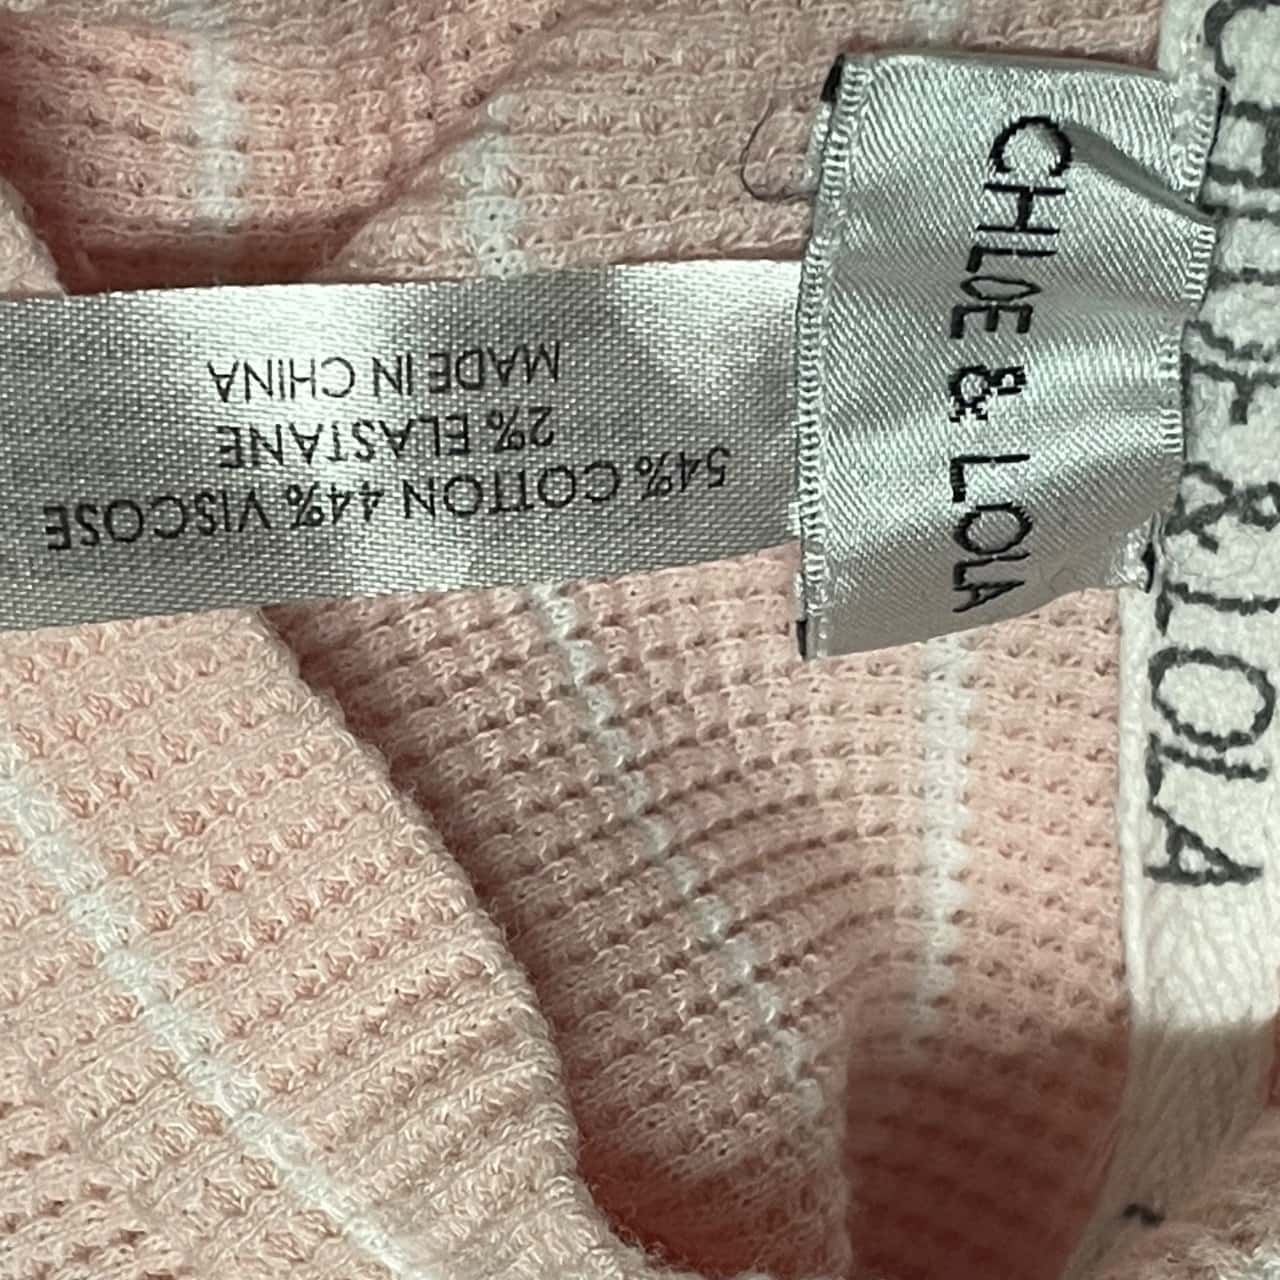 CHLOE & LOLA
54% COTTON 44% VISCOSE
2% ELASTANE
MADE IN CHINA
CHLOE & LOLA